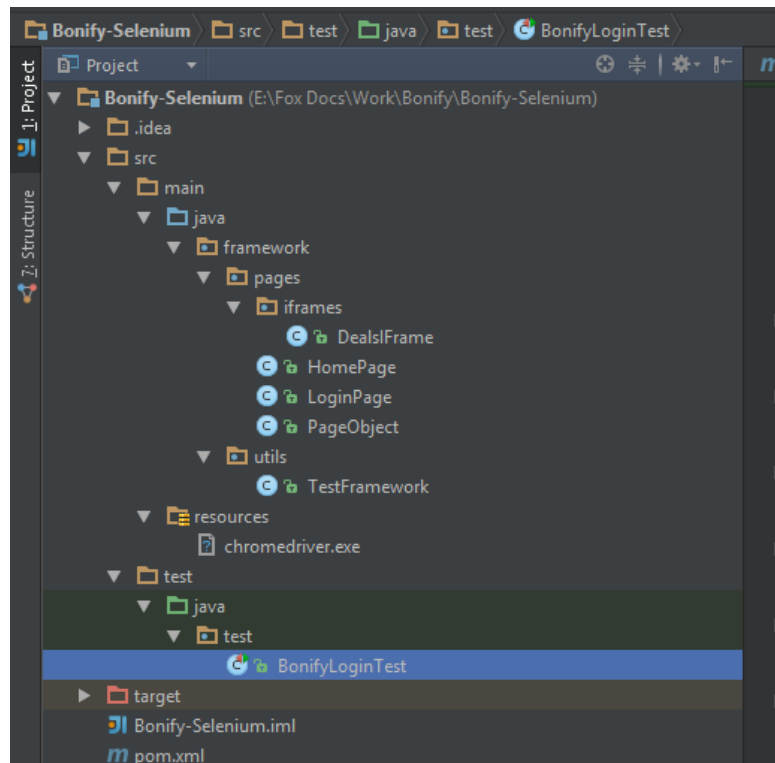 Bonify-Selenium src test java test BonifyLoginTest
1: Project
7: Structure
Project
Bonify-Selenium (E:\Fox Docs\Work\Bonify\Bonify-Selenium)
.idea
src
main
java
framework
pages
iframes
DealsIFrame
HomePage
LoginPage
PageObject
utils
TestFramework
resources
chromedriver.exe
test
java
test
BonifyLoginTest
target
Bonify-Selenium.iml
pom.xml